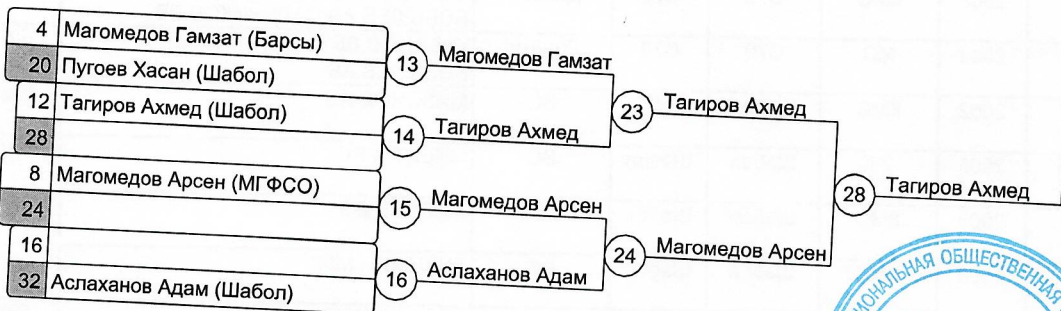 4 Магомедов Гамзат (Барсы)
20 Пугоев Хасан (Шабол)
12 Тагиров Ахмед (Шабол)
28
8 Магомедов Арсен (МГФСО)
24
16
32 Аслаханов Адам (Шабол)
13 Магомедов Гамзат
14 Тагиров Ахмед
15 Магомедов Арсен
16 Аслаханов Адам
23 Тагиров Ахмед
24 Магомедов Арсен
28 Тагиров Ахмед
ОБЩЕСТВЕННАЯ